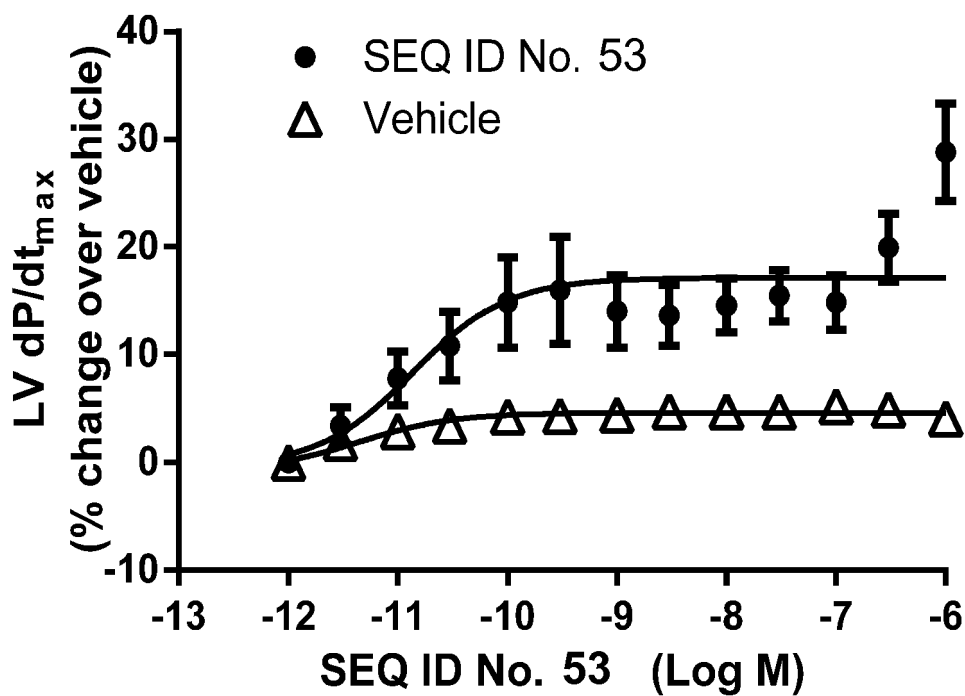 40
30
20
10
0
-10
LV dP/dtmax
(% change over vehicle)
SEQ ID No. 53
Vehicle
-13 -12 -11 -10 -9 -8 -7 -6
SEQ ID No. 53 (Log M)